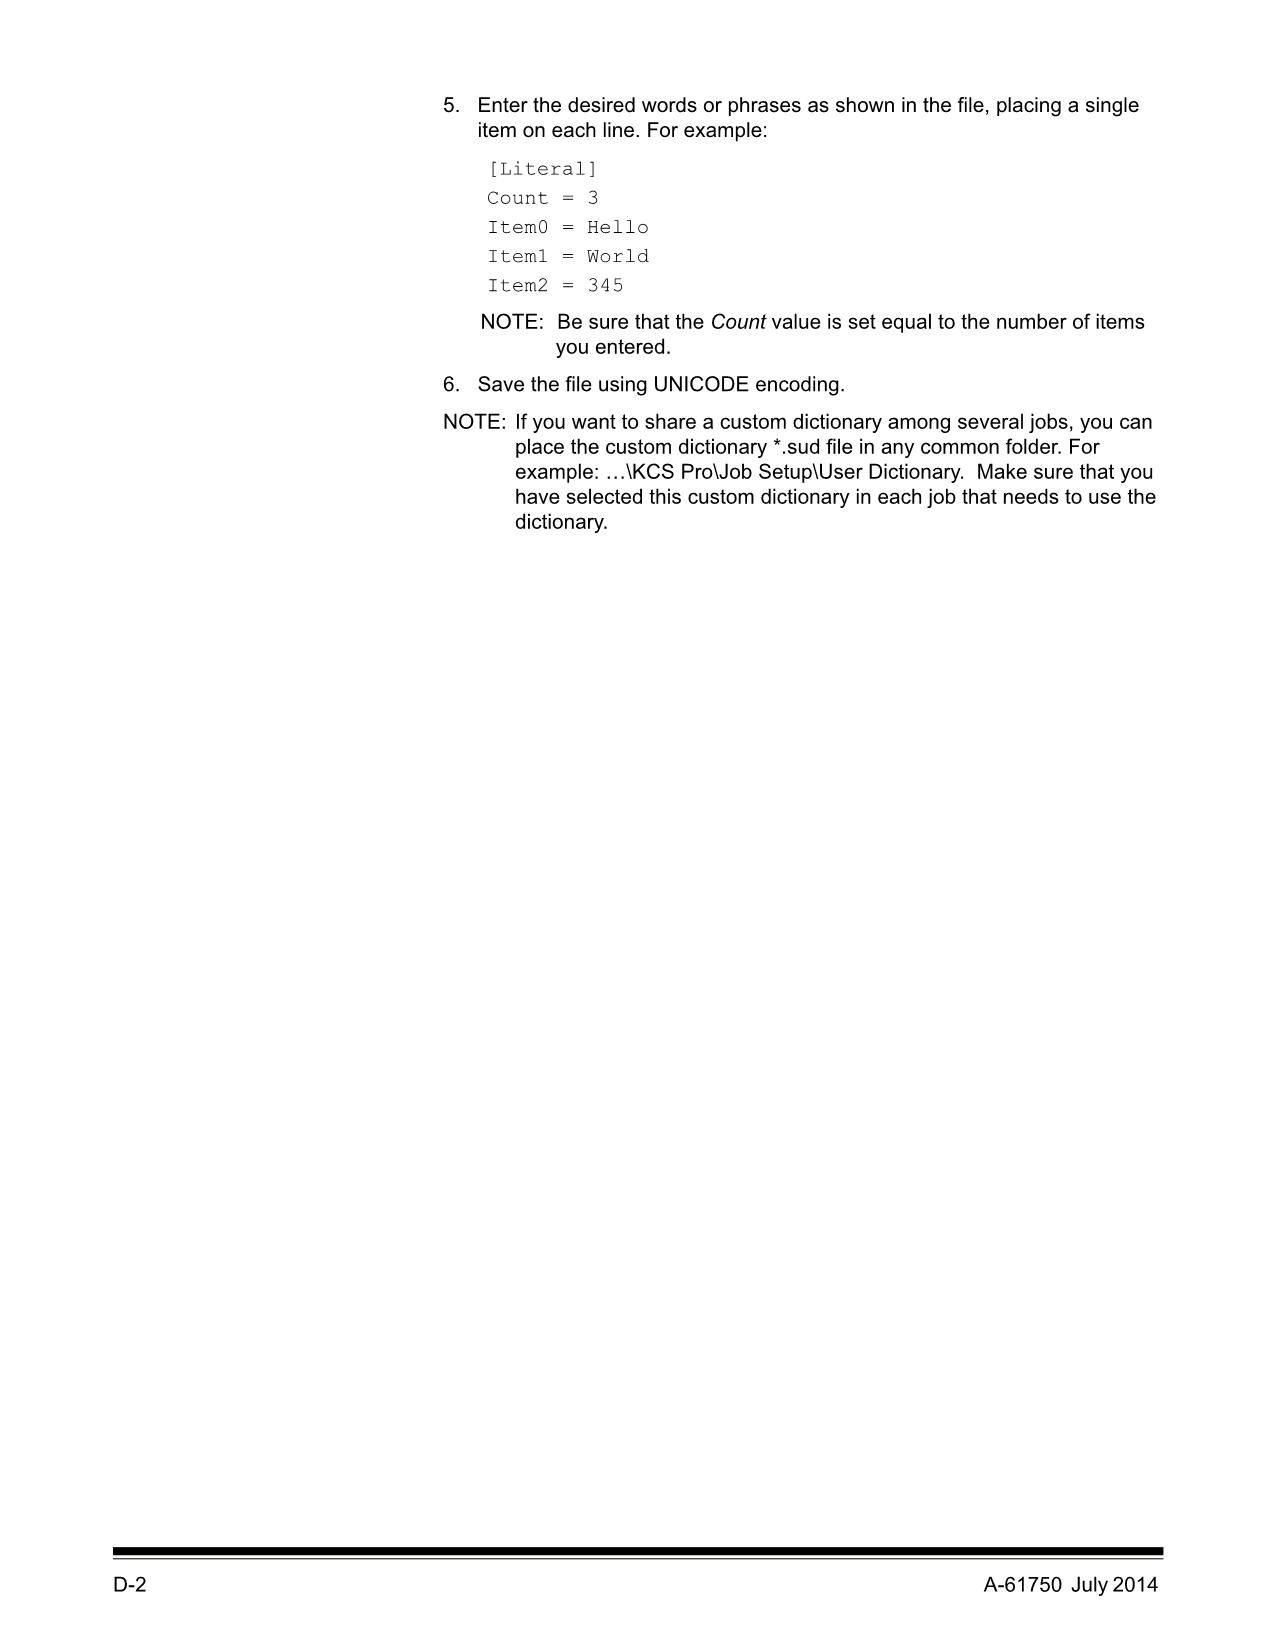 5. Enter the desired words or phrases as shown in the file, placing a single
item on each line. For example:
[Literal]
Count = 3
Item0 = Hello
Item1 = World
Item2 = 345
NOTE: Be sure that the Count value is set equal to the number of items
you entered.
6. Save the file using UNICODE encoding.
NOTE: If you want to share a custom dictionary among several jobs, you can
place the custom dictionary *.sud file in any common folder. For
example: …\KCS Pro\Job Setup\User Dictionary.  Make sure that you
have selected this custom dictionary in each job that needs to use the
dictionary.
D-2
A-61750 July 2014